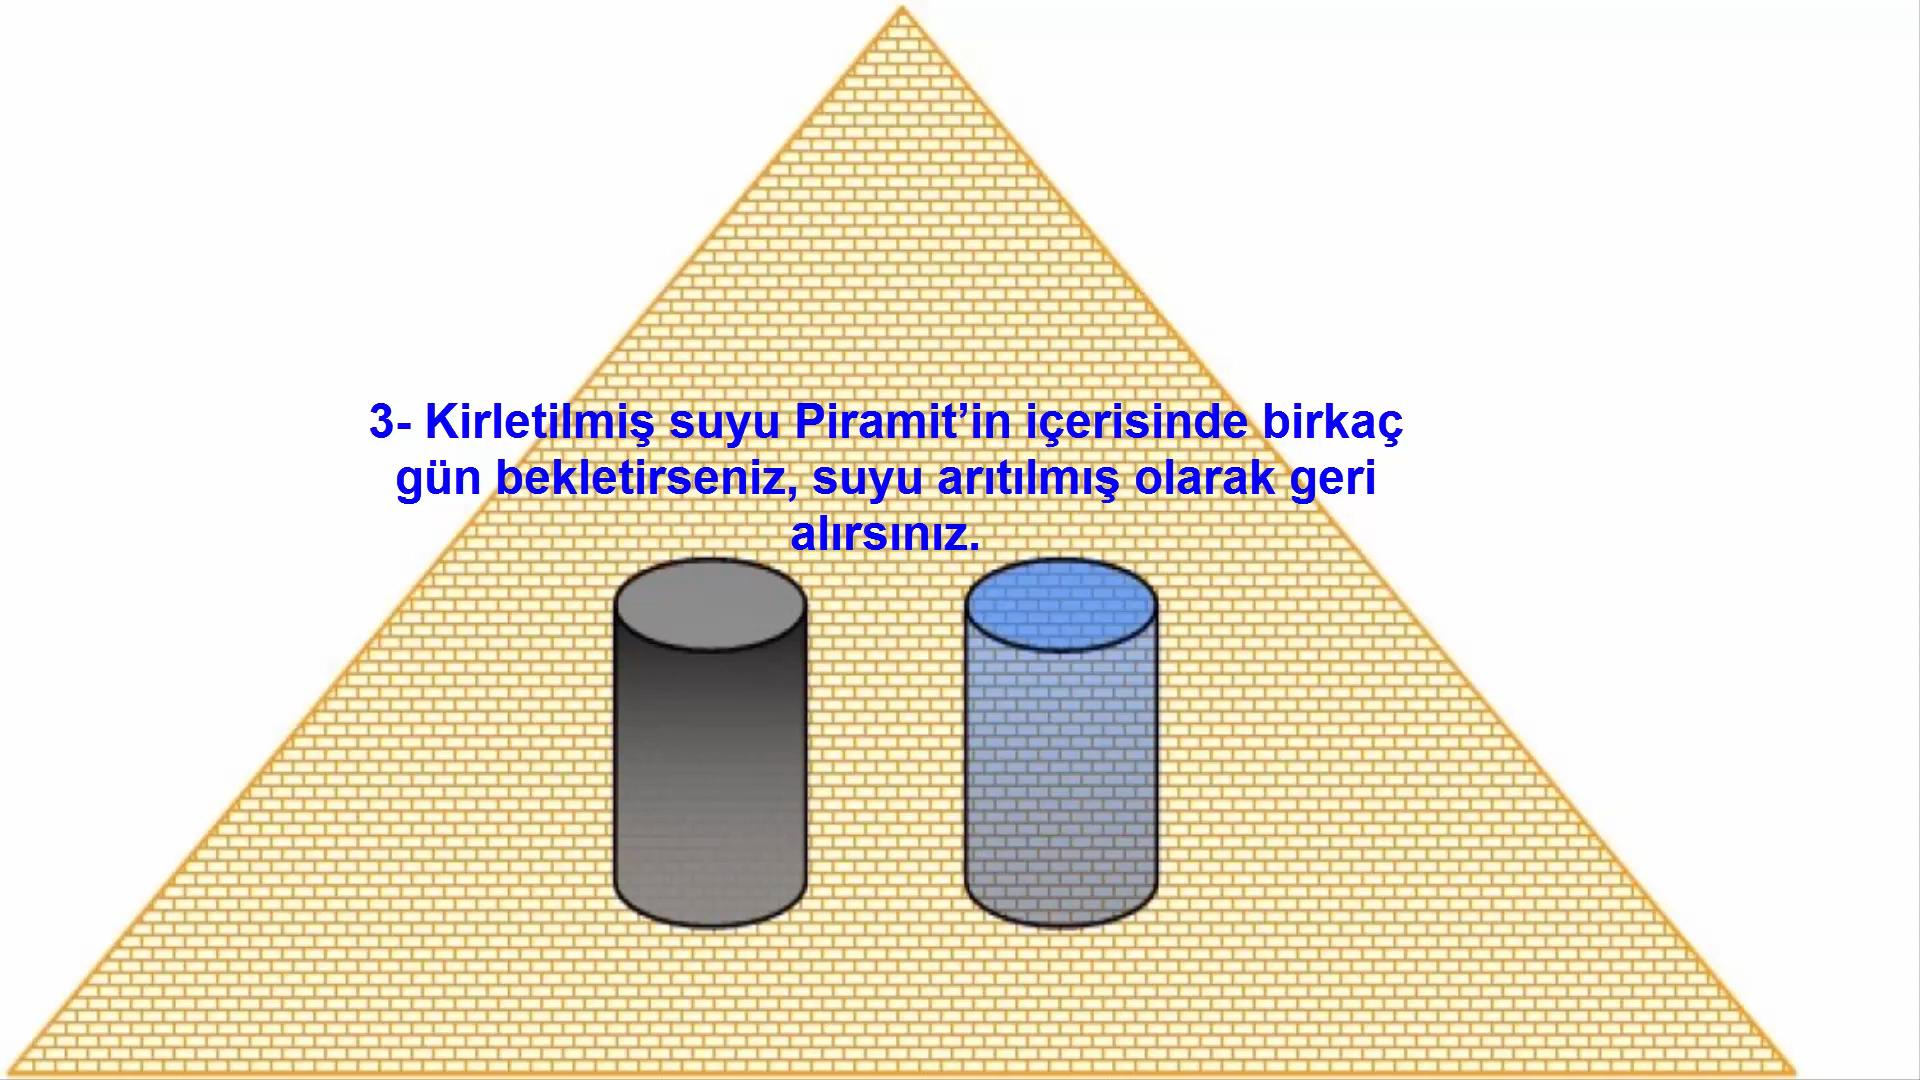 3- Kirletilmiş suyu Piramit’in içerisinde birkaç
gün bekletirseniz, suyu arıtılmış olarak geri
alırsınız.